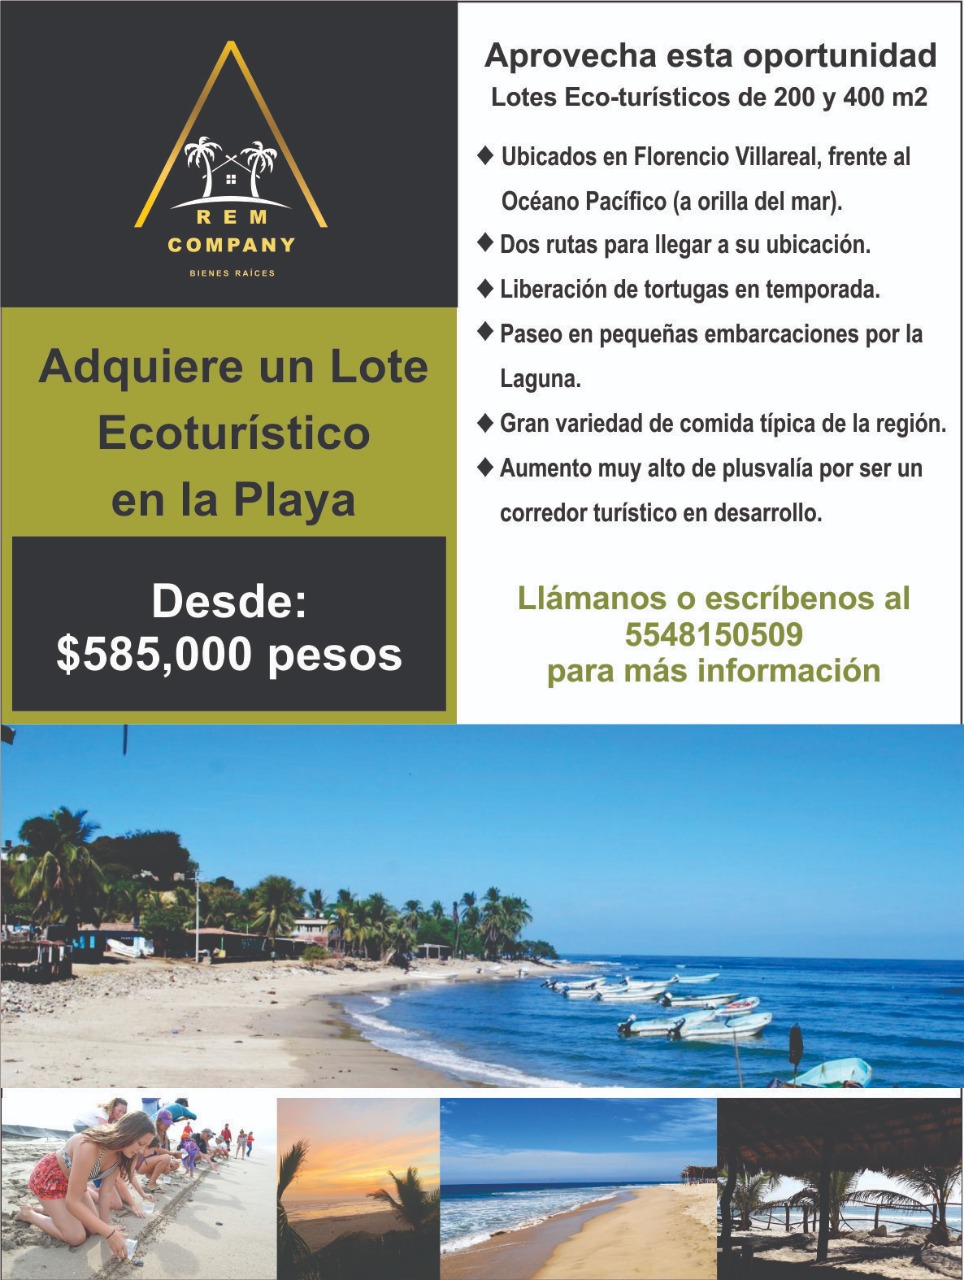 REM
COMPANY
BIENES RAÍCES
Adquiere un Lote
Ecoturístico
en la Playa
Desde:
$585,000 pesos
Aprovecha esta oportunidad
Lotes Eco-turísticos de 200 y 400 m2
♦ Ubicados en Florencio Villareal, frente al
Océano Pacífico (a orilla del mar).
♦ Dos rutas para llegar a su ubicación.
♦ Liberación de tortugas en temporada.
♦ Paseo en pequeñas embarcaciones por la
Laguna.
♦ Gran variedad de comida típica de la región.
♦ Aumento muy alto de plusvalía por ser un
corredor turístico en desarrollo.
Llámanos o escríbenos al
5548150509
para más información